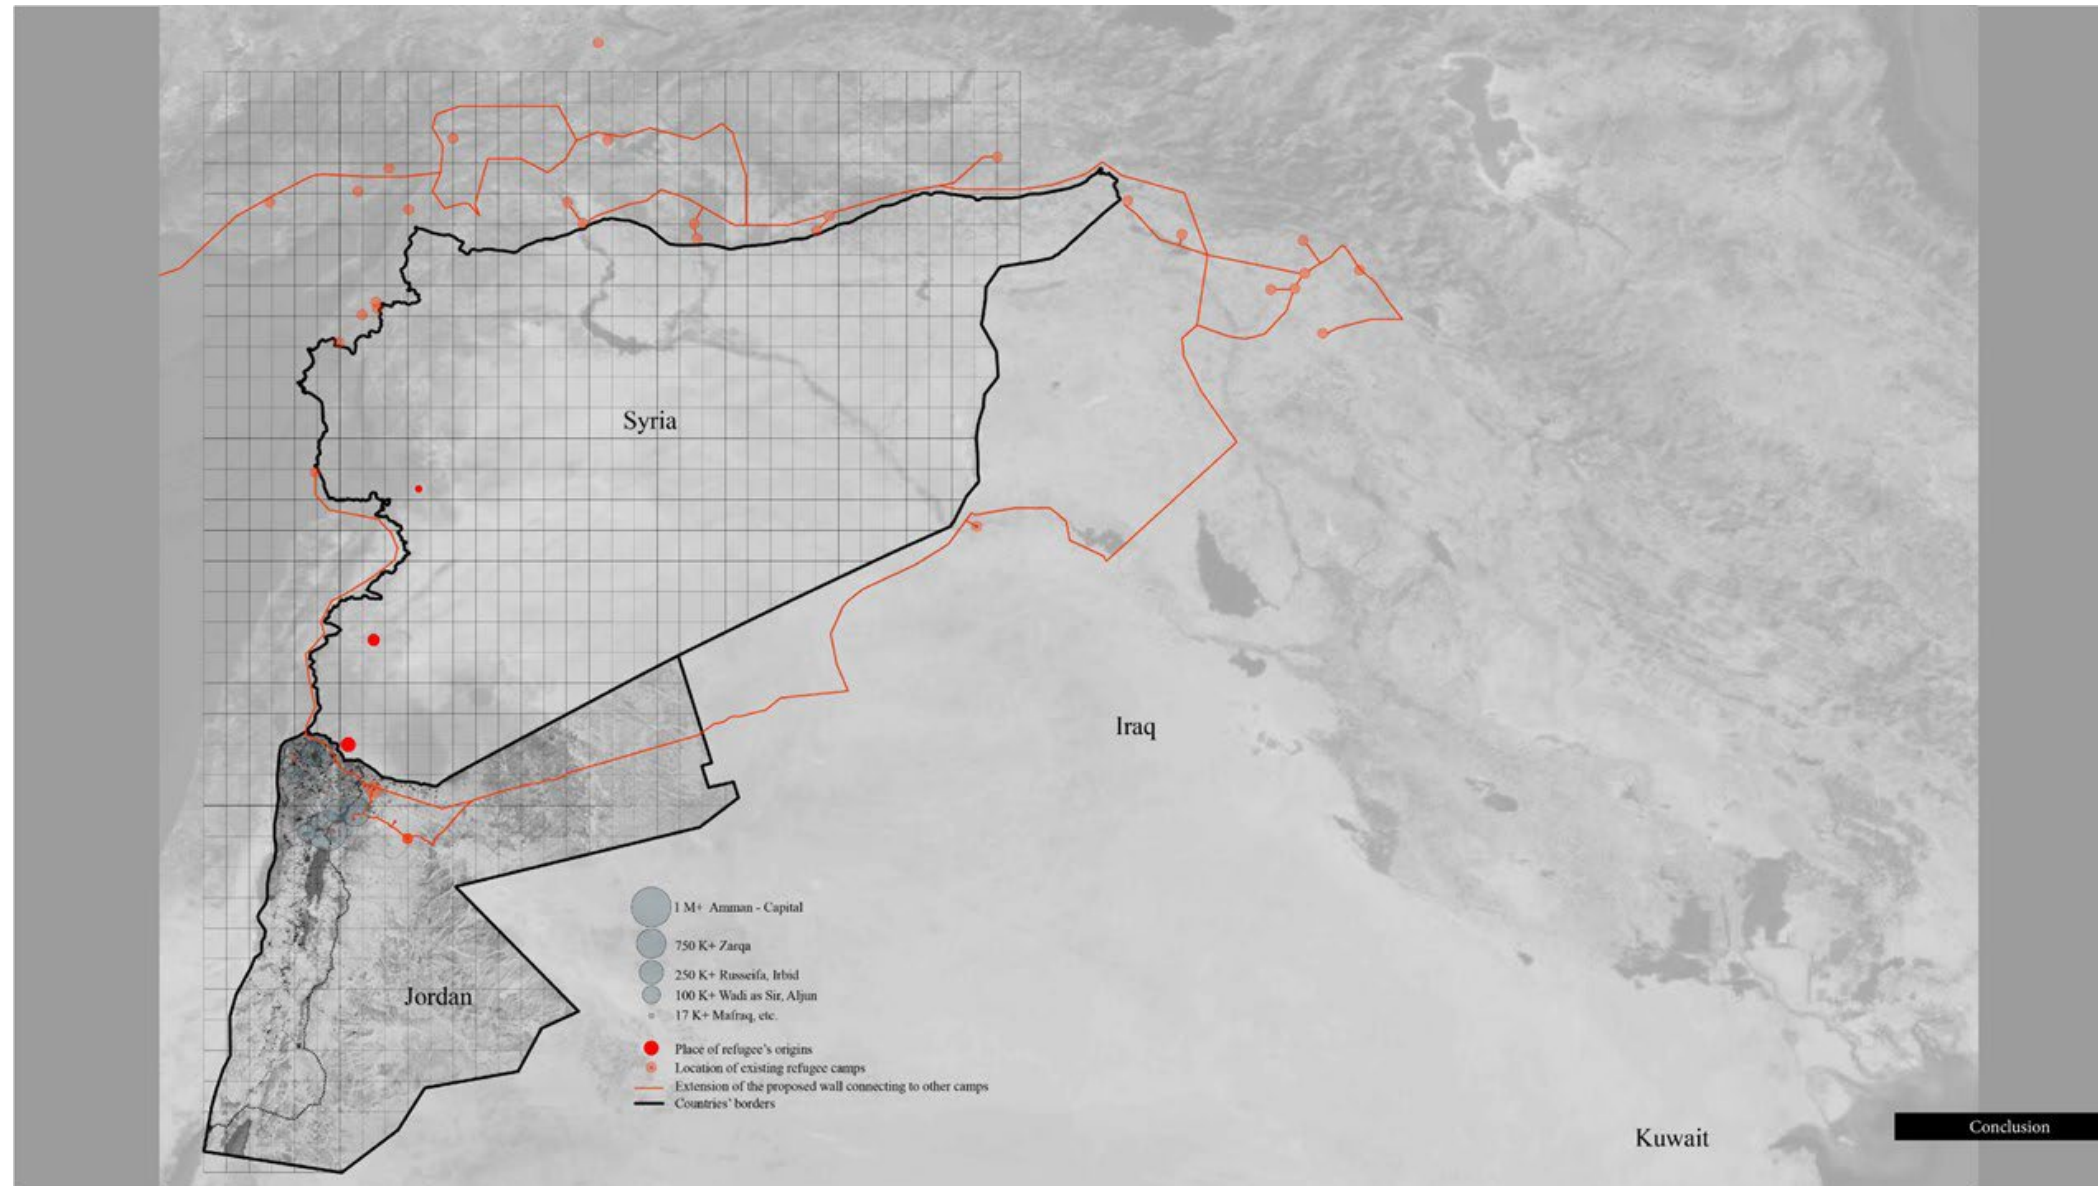 Syria
Iraq
1 M+ Amman - Capital
750 K+ Zarqa
250 K+ Russeifa, Irbid
100 K+ Wadi as Sir, Aljun
17 K+ Mafraq, etc.
Jordan
Place of refugee's origins
Location of existing refugee camps
Extension of the proposed wall connecting to other camps
Countries' borders
Conclusion
Kuwait